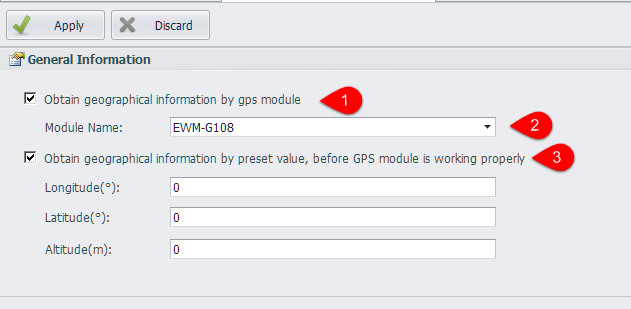 Apply Discard
General Information
Obtain geographical information by gps module 1
Module Name: EWM-G108 2
Obtain geographical information by preset value, before GPS module is working properly 3
Longitude(°): 0
Latitude(°): 0
Altitude(m): 0